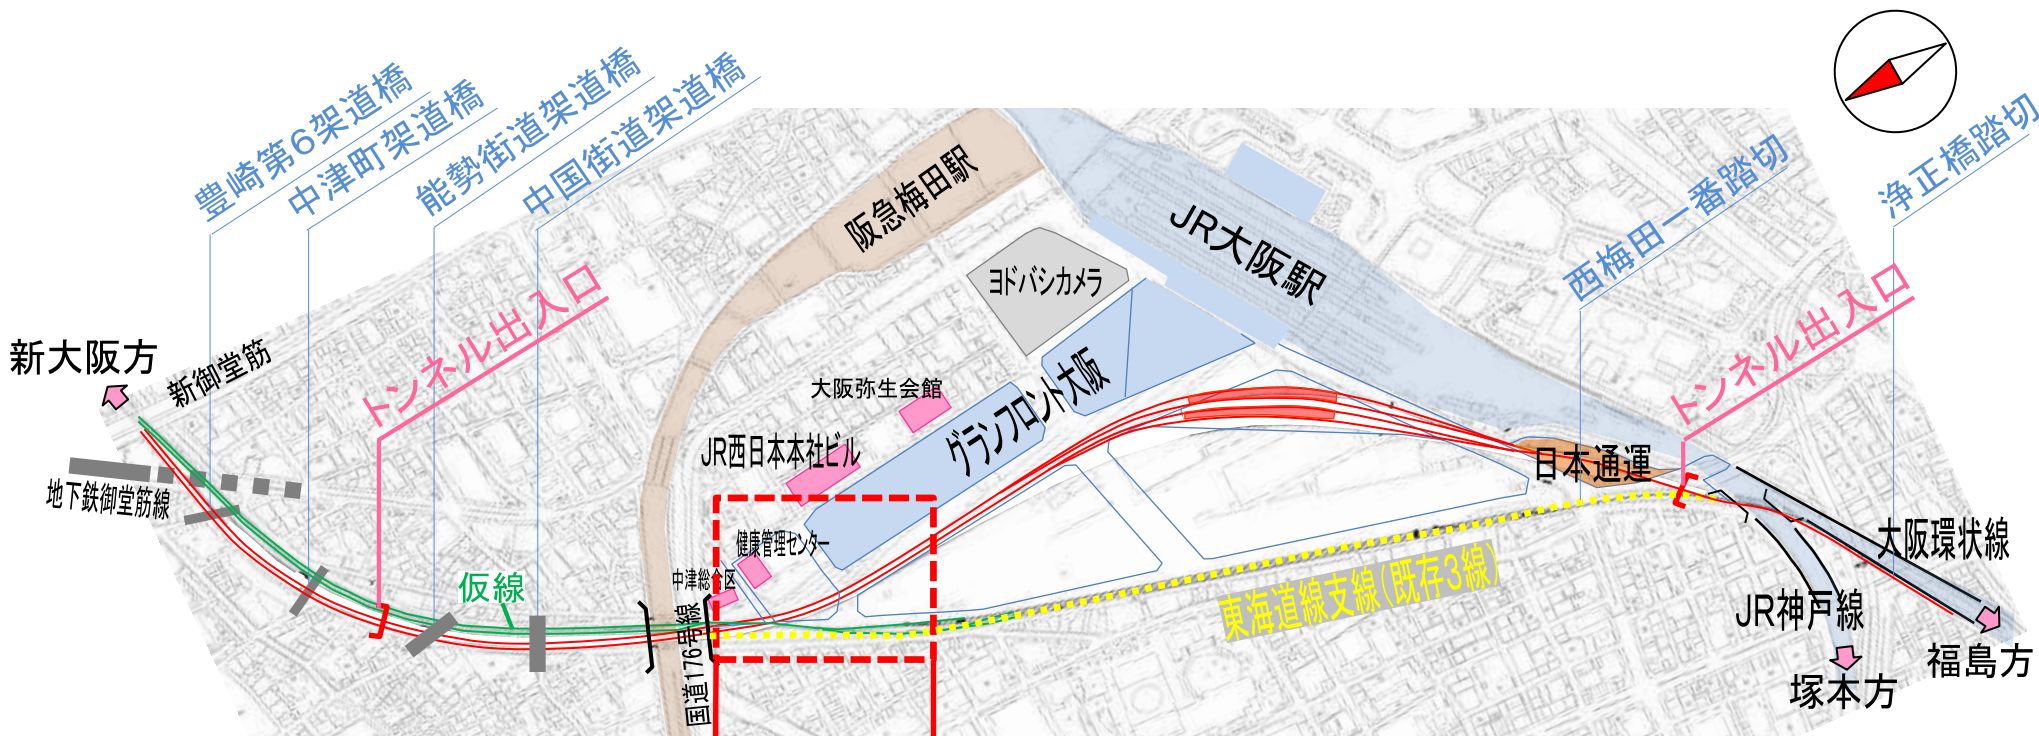 豊崎第6架道橋
中津町架道橋
能勢街道架道橋
中国街道架道橋
トンネル出入口
新大阪方
新御堂筋
地下鉄御堂筋線
仮線
阪急梅田駅
ヨドバシカメラ
JR大阪駅
大阪弥生会館
JR西日本本社ビル
グランフロント大阪
健康管理センター
中津総合区
国道176号線
西梅田一番踏切
浄正橋踏切
トンネル出入口
日本通運
東海道線支線(既存3線)
大阪環状線
JR神戸線
福島方
塚本方